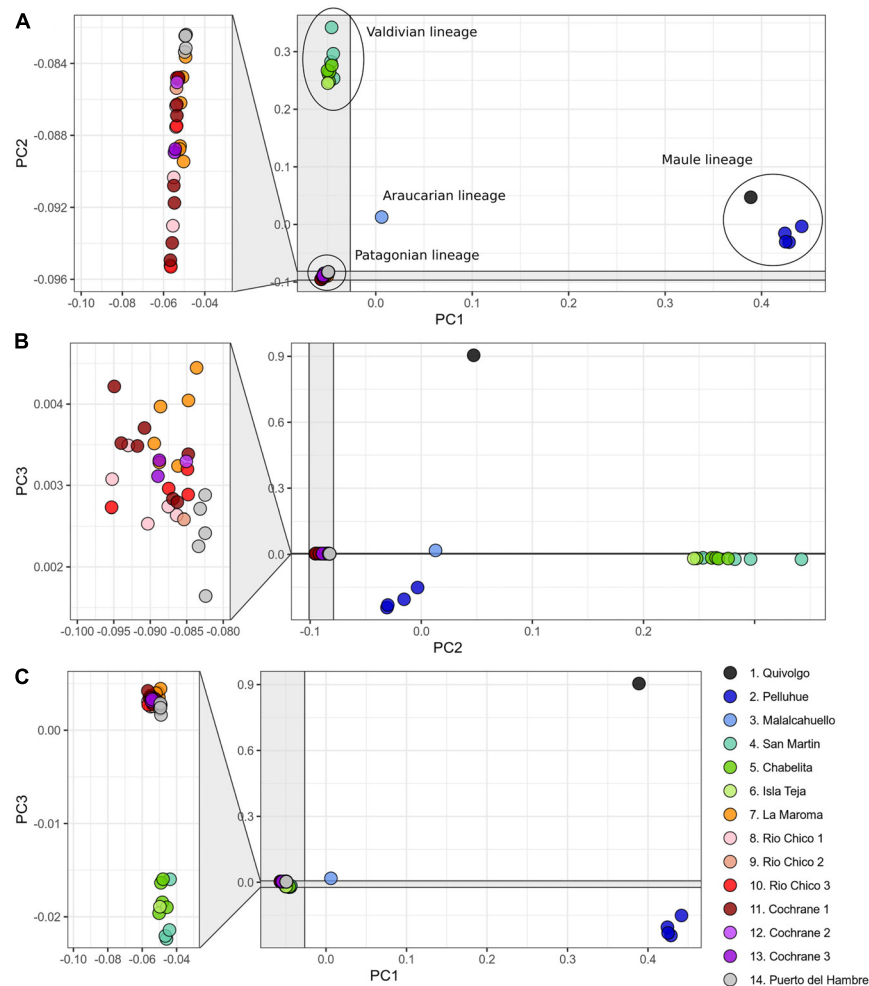 A
-0.084
-0.088
-0.092
-0.096
PC2
-0.10
-0.08
-0.06
-0.04
0.3
0.2
0.1
0.0
-0.1
Valdivian lineage
Maule lineage
Araucarian lineage
Patagonian lineage
0.0
0.1
0.2
0.3
0.4
PC1
B
0.004
0.003
0.002
PC3
-0.100
-0.095
-0.090
-0.085
-0.080
0.9
0.6
0.3
0.0
-0.1
0.0
0.1
0.2
PC2
C
0.00
-0.01
-0.02
PC3
-0.10
-0.08
-0.06
-0.04
0.9
0.6
0.3
0.0
0.0
0.1
0.2
0.3
0.4
PC1
1. Quivolgo
2. Pelluhue
3. Malalcahuello
4. San Martin
5. Chabelita
6. Isla Teja
7. La Maroma
8. Rio Chico 1
9. Rio Chico 2
10. Rio Chico 3
11. Cochrane 1
12. Cochrane 2
13. Cochrane 3
14. Puerto del Hambre